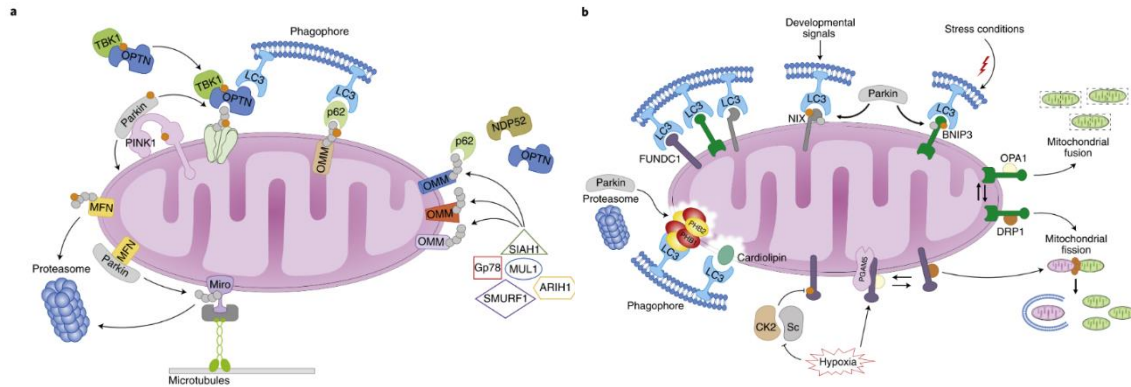 a
TBK1
OPTN
TBK1
OPTN
Phagophore
LC3
LC3
Parkin
PINK1
p62
OMM
NDP52
p62
OPTN
MFN
OMM
OMM
OMM
MFN
Parkin
Proteasome
Miro
SIAH1
Gp78
MUL1
ARIH1
SMURF1
Microtubules
b
Developmental
signals
Stress conditions
LC3
LC3
LC3
LC3
LC3
Parkin
NIX
BNIP3
FUNDC1
OPA1
Mitochondrial
fusion
Parkin
Proteasome
PHB2
PHB1
DRP1
Cardiolipin
Mitochondrial
fission
LC3
LC3
PGAM5
Phagophore
CK2
Sc
Hypoxia